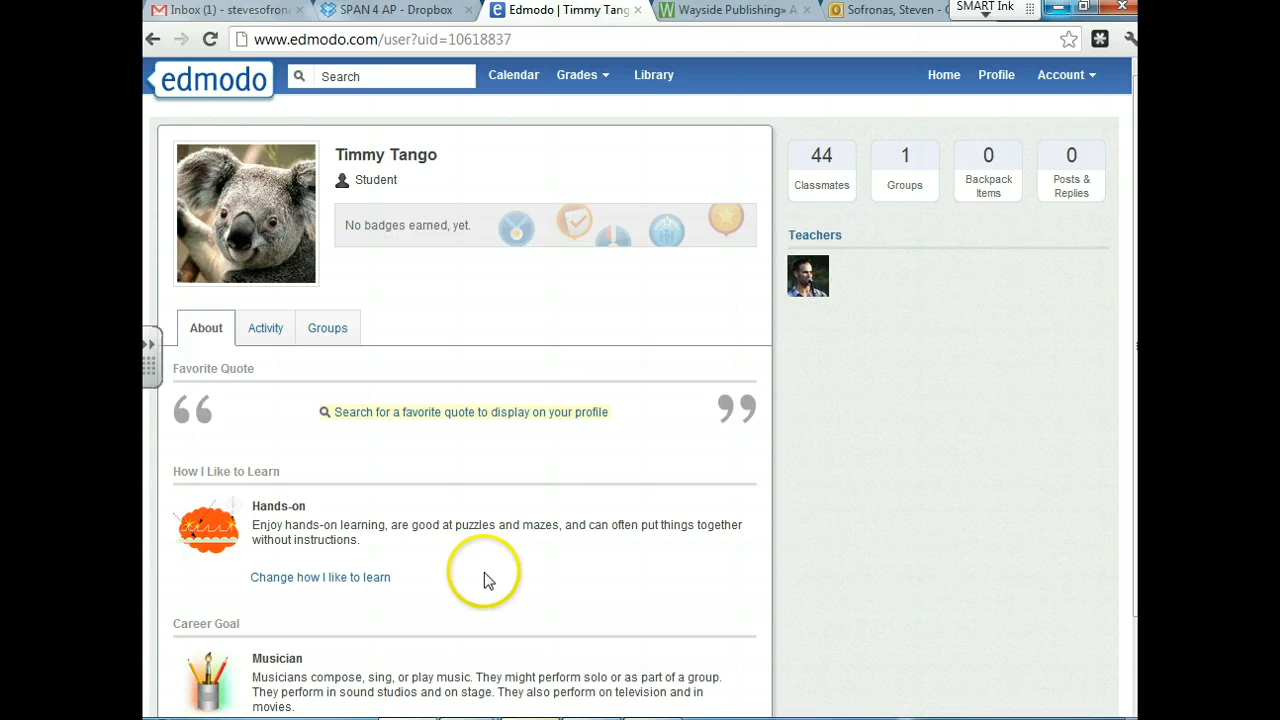 Inbox (1) - stevesofrona
SPAN 4 AP - Dropbox
Edmodo | Timmy Tang
Wayside Publishing» A
Sofronas, Steven - C
SMART Ink
www.edmodo.com/user?uid=10618837
edmodo
Search
Calendar
Grades
Library
Home
Profile
Account
Timmy Tango
Student
No badges earned, yet.
44
Classmates
1
Groups
0
Backpack
Items
0
Posts &
Replies
Teachers
About
Activity
Groups
Favorite Quote
“
Search for a favorite quote to display on your profile
”
How I Like to Learn
Hands-on
Enjoy hands-on learning, are good at puzzles and mazes, and can often put things together
without instructions.
Change how I like to learn
Career Goal
Musician
Musicians compose, sing, or play music. They might perform solo or as part of a group.
They perform in sound studios and on stage. They also perform on television and in
movies.